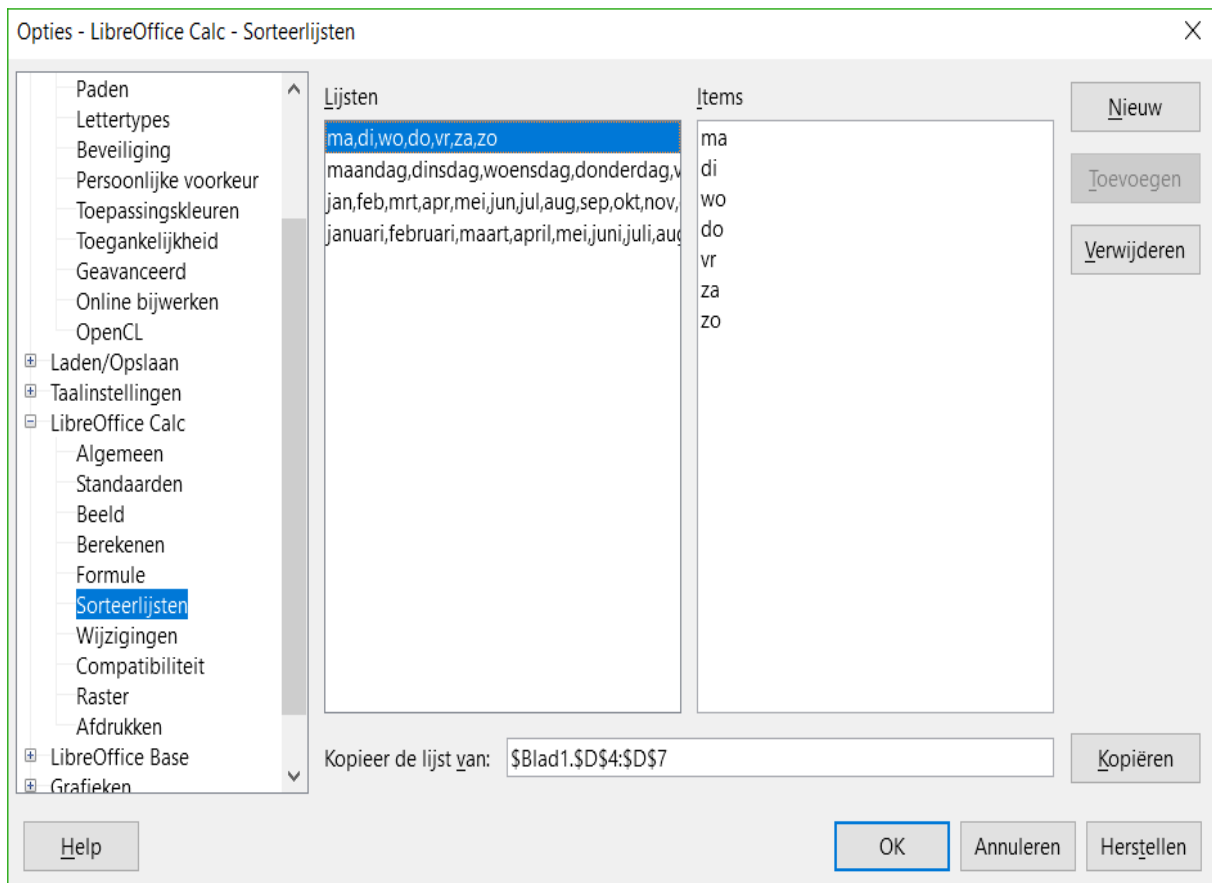 Opties - LibreOffice Calc - Sorteerlijsten
Paden
Lettertypes
Beveiliging
Persoonlijke voorkeur
Toepassingskleuren
Toegankelijkheid
Geavanceerd
Online bijwerken
OpenCL
Laden/Opslaan
Taalinstellingen
LibreOffice Calc
Algemeen
Standaarden
Beeld
Berekenen
Formule
Sorteerlijsten
Wijzigingen
Compatibiliteit
Raster
Afdrukken
LibreOffice Base
Grafieken
Lijsten
ma,di,wo,do,vr,za,zo
maandag,dinsdag,woensdag,donderdag,v
jan,feb,mrt,apr,mei,jun,jul,aug,sep,okt,nov,
januari,februari,maart,april,mei,juni,juli,aug
Items
ma
di
wo
do
vr
za
zo
Nieuw
Toevoegen
Verwijderen
Kopieer de lijst van: $Blad1.$D$4:$D$7
Kopiëren
Help
OK
Annuleren
Herstellen